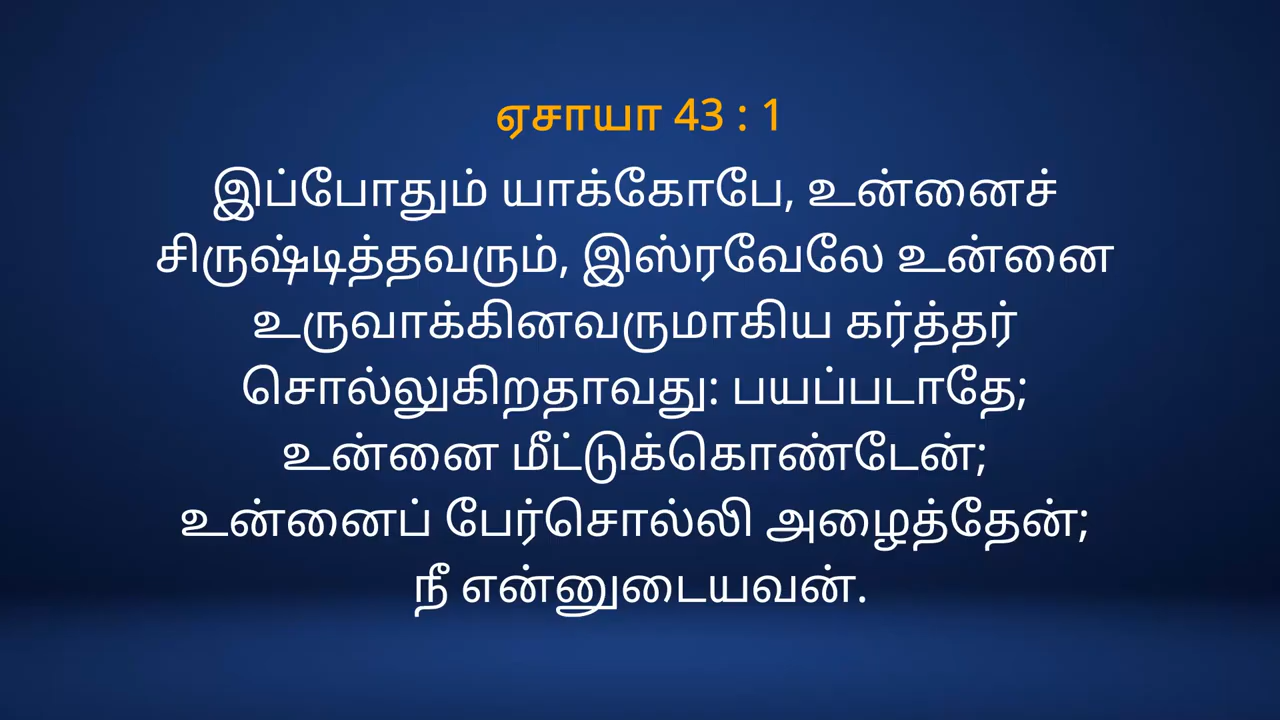 ஏசாயா 43 : 1
இப்போதும் யாக்கோபே, உன்னைச்
சிருஷ்டித்தவரும், இஸ்ரவேலே உன்னை
உருவாக்கினவருமாகிய கர்த்தர்
சொல்லுகிறதாவது: பயப்படாதே;
உன்னை மீட்டுக்கொண்டேன்;
உன்னைப் பேர்சொல்லி அழைத்தேன்;
நீ என்னுடையவன்.